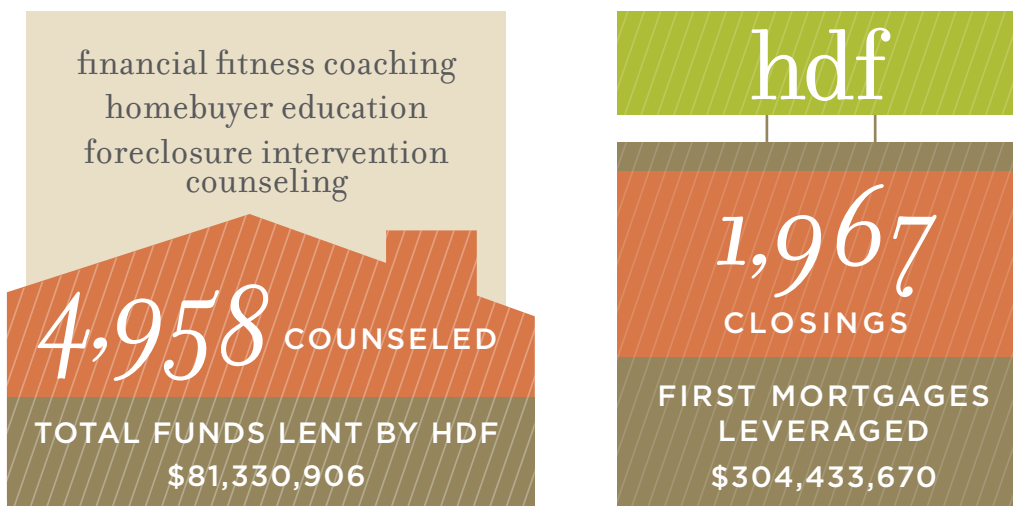 financial fitness coaching
homebuyer education
foreclosure intervention
counseling
4,958 COUNSELED
TOTAL FUNDS LENT BY HDF
$81,330,906
hdf
1,967
CLOSINGS
FIRST MORTGAGES
LEVERAGED
$304,433,670